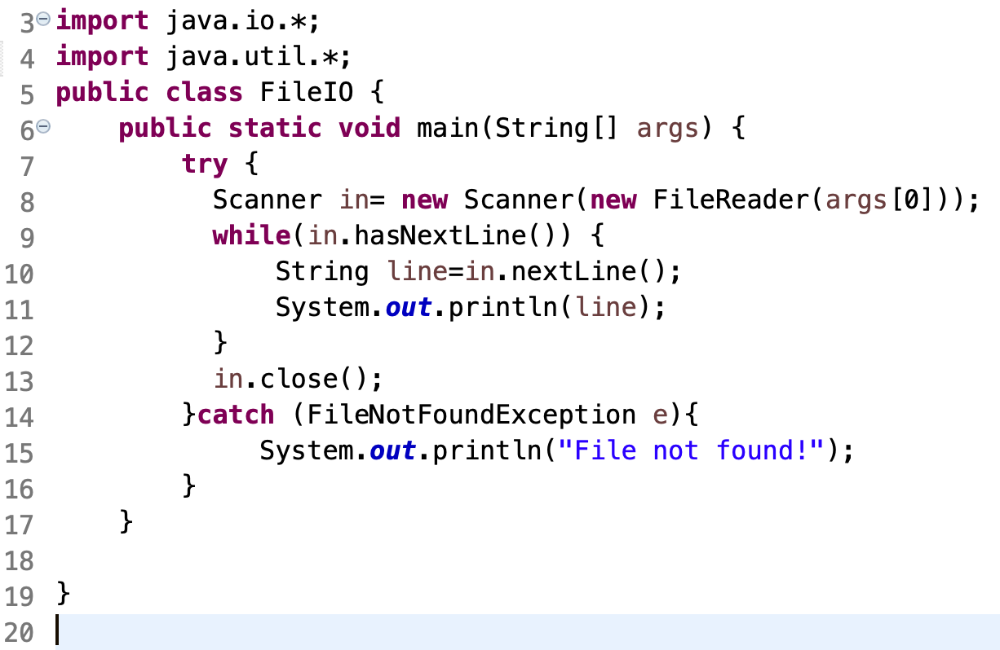 3 import java.io.*;
4 import java.util.*;
5 public class FileIO {
6     public static void main(String[] args) {
7         try {
8           Scanner in= new Scanner(new FileReader(args[0]));
9           while(in.hasNextLine()) {
10               String line=in.nextLine();
11               System.out.println(line);
12           }
13           in.close();
14         }catch (FileNotFoundException e){
15              System.out.println("File not found!");
16         }
17     }
18
19 }
20